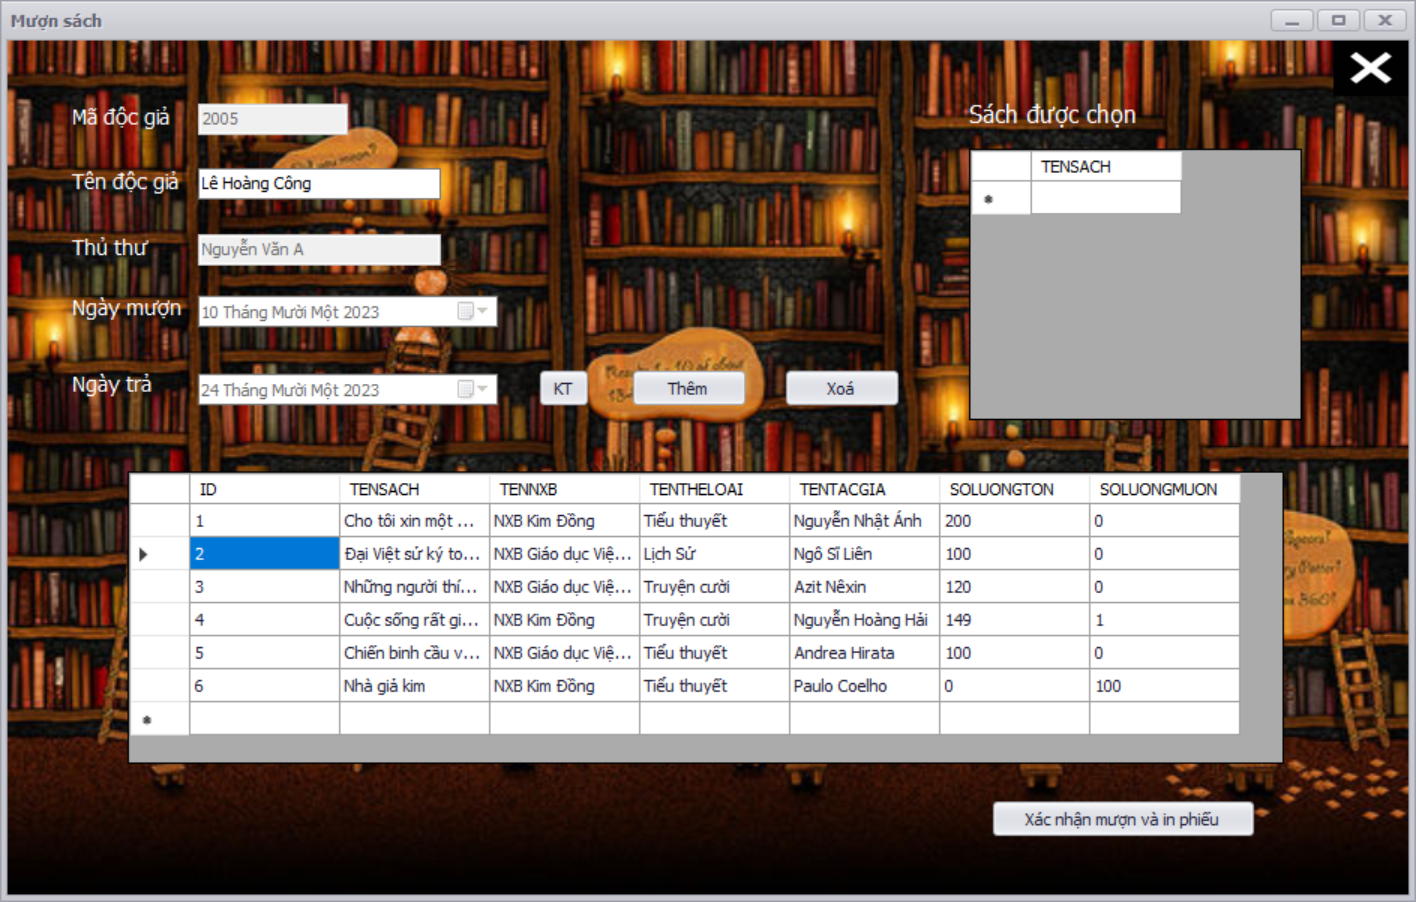 Mượn sách
Mã độc giả 2005
Sách được chọn
TENSACH
Tên độc giả Lê Hoàng Công
Thủ thư Nguyễn Văn A
Ngày mượn 10 Tháng Mười Một 2023
Ngày trả 24 Tháng Mười Một 2023
KT Thêm Xoá
ID TENSACH TENNXB TENTHELOAI TENTACGIA SOLUONGTON SOLUONGMUON
1 Cho tôi xin một ... NXB Kim Đồng Tiểu thuyết Nguyễn Nhật Ánh 200 0
2 Đại Việt sử ký to... NXB Giáo dục Việ... Lịch Sử Ngô Sĩ Liên 100 0
3 Những người thí... NXB Giáo dục Việ... Truyện cười Azit Nêxin 120 0
4 Cuộc sống rất gi... NXB Kim Đồng Truyện cười Nguyễn Hoàng Hải 149 1
5 Chiến binh cầu v... NXB Giáo dục Việ... Tiểu thuyết Andrea Hirata 100 0
6 Nhà giả kim NXB Kim Đồng Tiểu thuyết Paulo Coelho 0 100
Xác nhận mượn và in phiếu